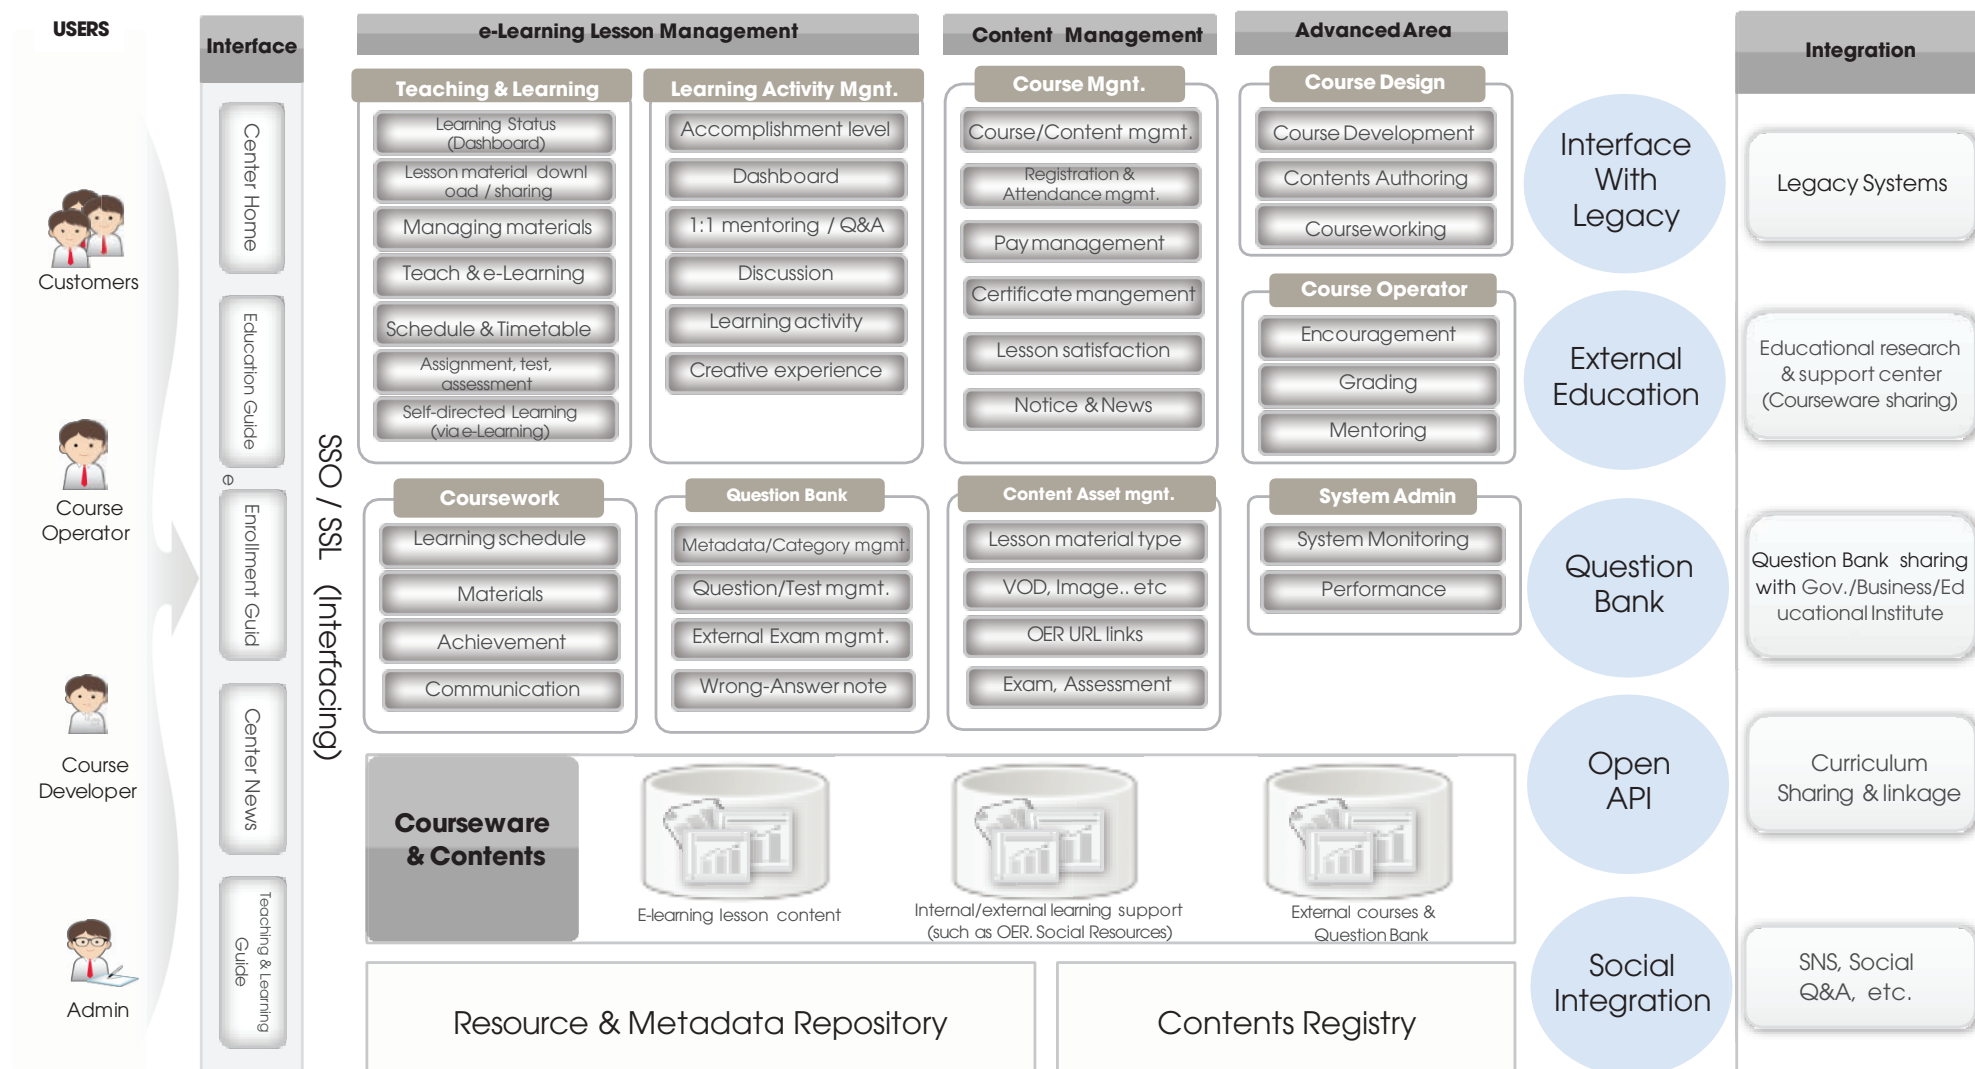 USERS
Customers
Course
Operator
Course
Developer
Admin
Interface
Center Home
Education Guide
e
Enrollment Guid
Center News
Teaching & Learning
Guide
SSO / SSL (Interfacing)
e-Learning Lesson Management
Teaching & Learning
Learning Status
(Dashboard)
Lesson material downl
oad / sharing
Managing materials
Teach & e-Learning
Schedule & Timetable
Assignment, test,
assessment
Self-directed Learning
(via e-Learning)
Learning Activity Mgnt.
Accomplishment level
Dashboard
1:1 mentoring / Q&A
Discussion
Learning activity
Creative experience
Coursework
Learning schedule
Materials
Achievement
Communication
Question Bank
Metadata/Category mgmt.
Question/Test mgmt.
External Exam mgmt.
Wrong-Answer note
Content Management
Course Mgnt.
Course/Content mgmt.
Registration &
Attendance mgmt.
Pay management
Certificate mangement
Lesson satisfaction
Notice & News
Content Asset mgnt.
Lesson material type
VOD, Image.. etc
OER URL links
Exam, Assessment
Advanced Area
Course Design
Course Development
Contents Authoring
Courseworking
Course Operator
Encouragement
Grading
Mentoring
System Admin
System Monitoring
Performance
Courseware
& Contents
E-learning lesson content
Internal/external learning support
(such as OER. Social Resources)
External courses &
Question Bank
Resource & Metadata Repository
Contents Registry
Interface
With
Legacy
External
Education
Question
Bank
Open
API
Social
Integration
Integration
Legacy Systems
Educational research
& support center
(Courseware sharing)
Question Bank sharing
with Gov./Business/Ed
ucational Institute
Curriculum
Sharing & linkage
SNS, Social
Q&A, etc.